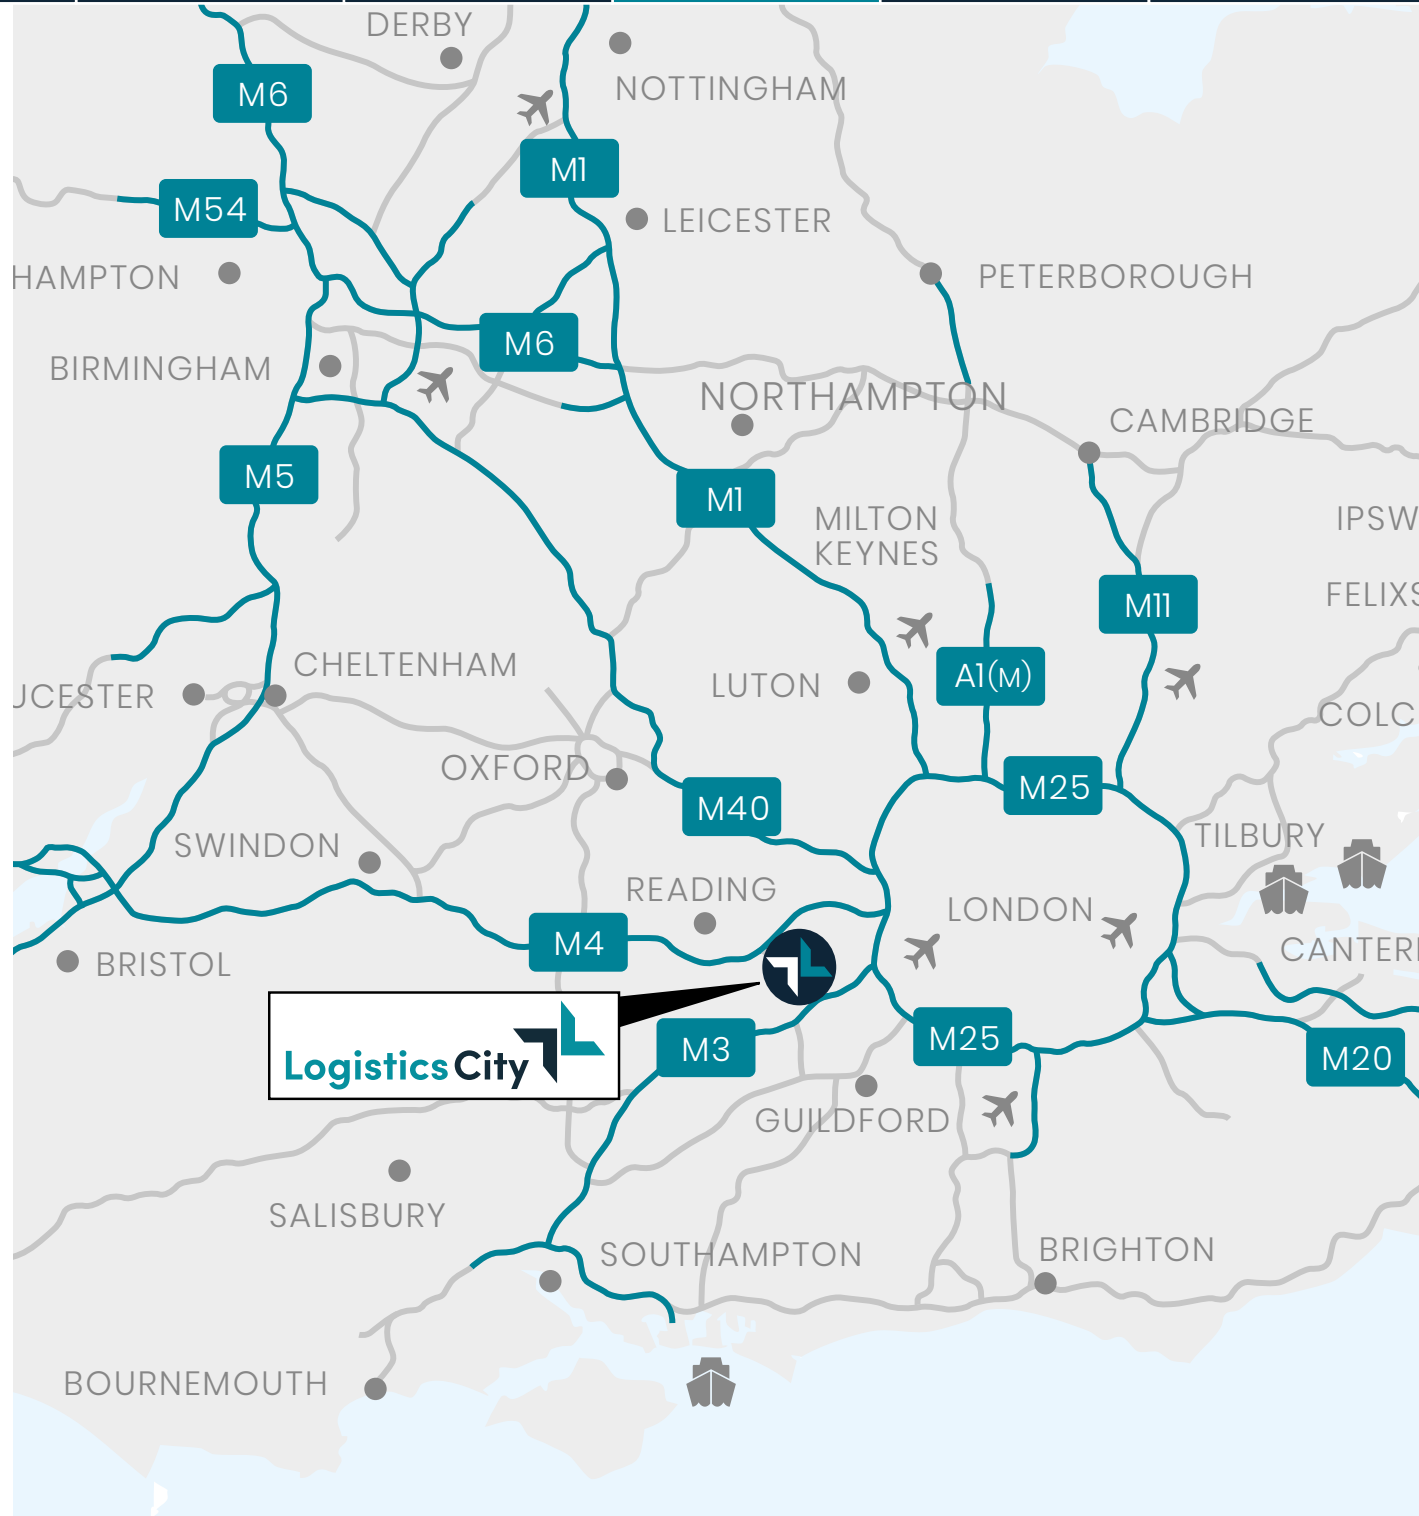 DERBY
NOTTINGHAM
M6
M1
M54
LEICESTER
HAMPTON
PETERBOROUGH
M6
BIRMINGHAM
NORTHAMPTON
CAMBRIDGE
M5
M1
MILTON
KEYNES
IPSW
FELIXS
M11
CHELTENHAM
A1(M)
LUTON
UCESTER
COLC
OXFORD
M25
M40
SWINDON
TILBURY
READING
LONDON
M4
CANTER
BRISTOL
M25
M3
M20
Logistics City
GUILDFORD
SALISBURY
SOUTHAMPTON
BRIGHTON
BOURNEMOUTH